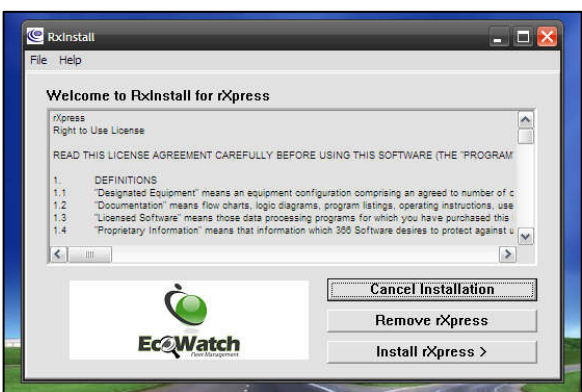 RxInstall
File Help
Welcome to RxInstall for rXpress
rXpress
Right to Use License
READ THIS LICENSE AGREEMENT CAREFULLY BEFORE USING THIS SOFTWARE (THE "PROGRAM"
1. DEFINITIONS
1.1 "Designated Equipment" means an equipment configuration comprising an agreed to number of c
1.2 "Documentation" means flow charts, logic diagrams, program listings, operating instructions, use
1.3 "Licensed Software" means those data processing programs for which you have purchased this
1.4 "Proprietary Information" means that information which 366 Software desires to protect against u
Cancel Installation
Remove rXpress
Install rXpress >
EcoWatch
Fleet Management